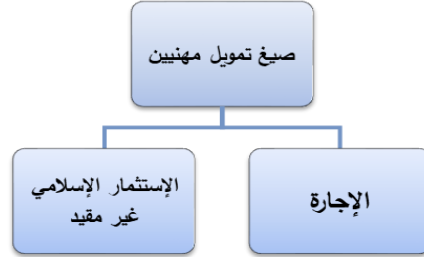 صيغ تمويل مهنيين
الإجارة
الإستثمار الإسلامي
غير مقيد